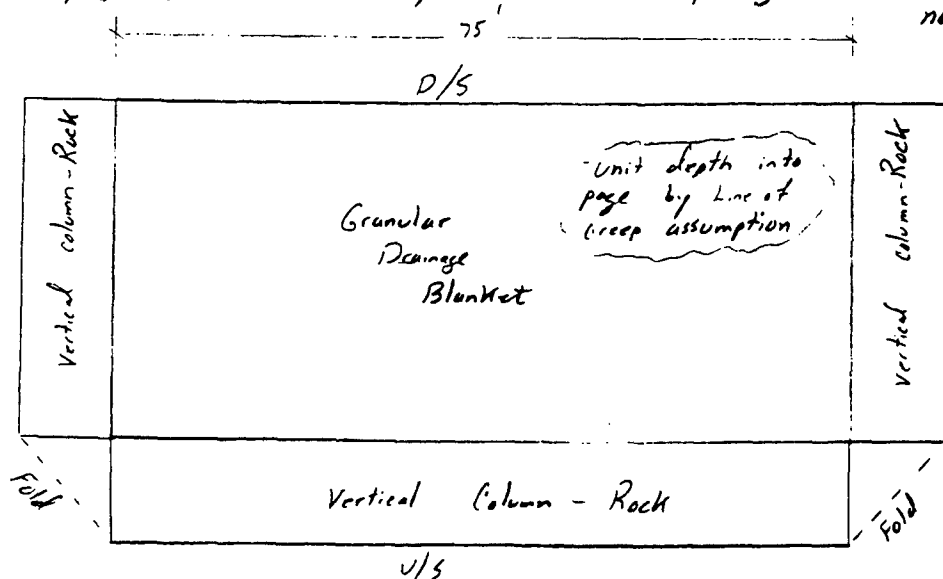 no
75'
D/S
Vertical column-Rock
Granular
Drainage
Blanket
unit depth into
page by Line of
Creep assumption
Vertical column-Rock
Fold
Vertical Column - Rock
Fold
U/S